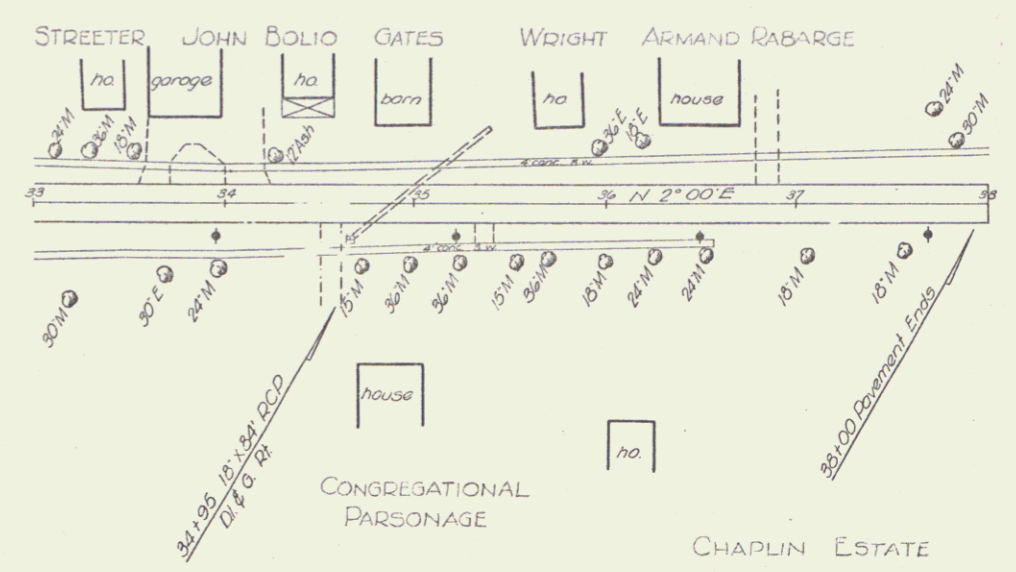 STREETER JOHN BOLIO GATES WRIGHT ARMAND RABARGE
ho. garage ho. barn ho. house
24"M 36"M 18"M 12"Ash 36"E 18"E 24"M 30"M
4' conc. s.w.
33 34 35 36 N 2°00'E 37 38
4' conc. s.w.
30"M 30"E 24"M 15"M 36"M 36"M 15"M 36"M 18"M 24"M 24"M 18"M 18"M
house
ho.
34+95 18"x84' RCP
DI. & G. Rt.
38+00 Pavement Ends
CONGREGATIONAL
PARSONAGE
CHAPLIN ESTATE